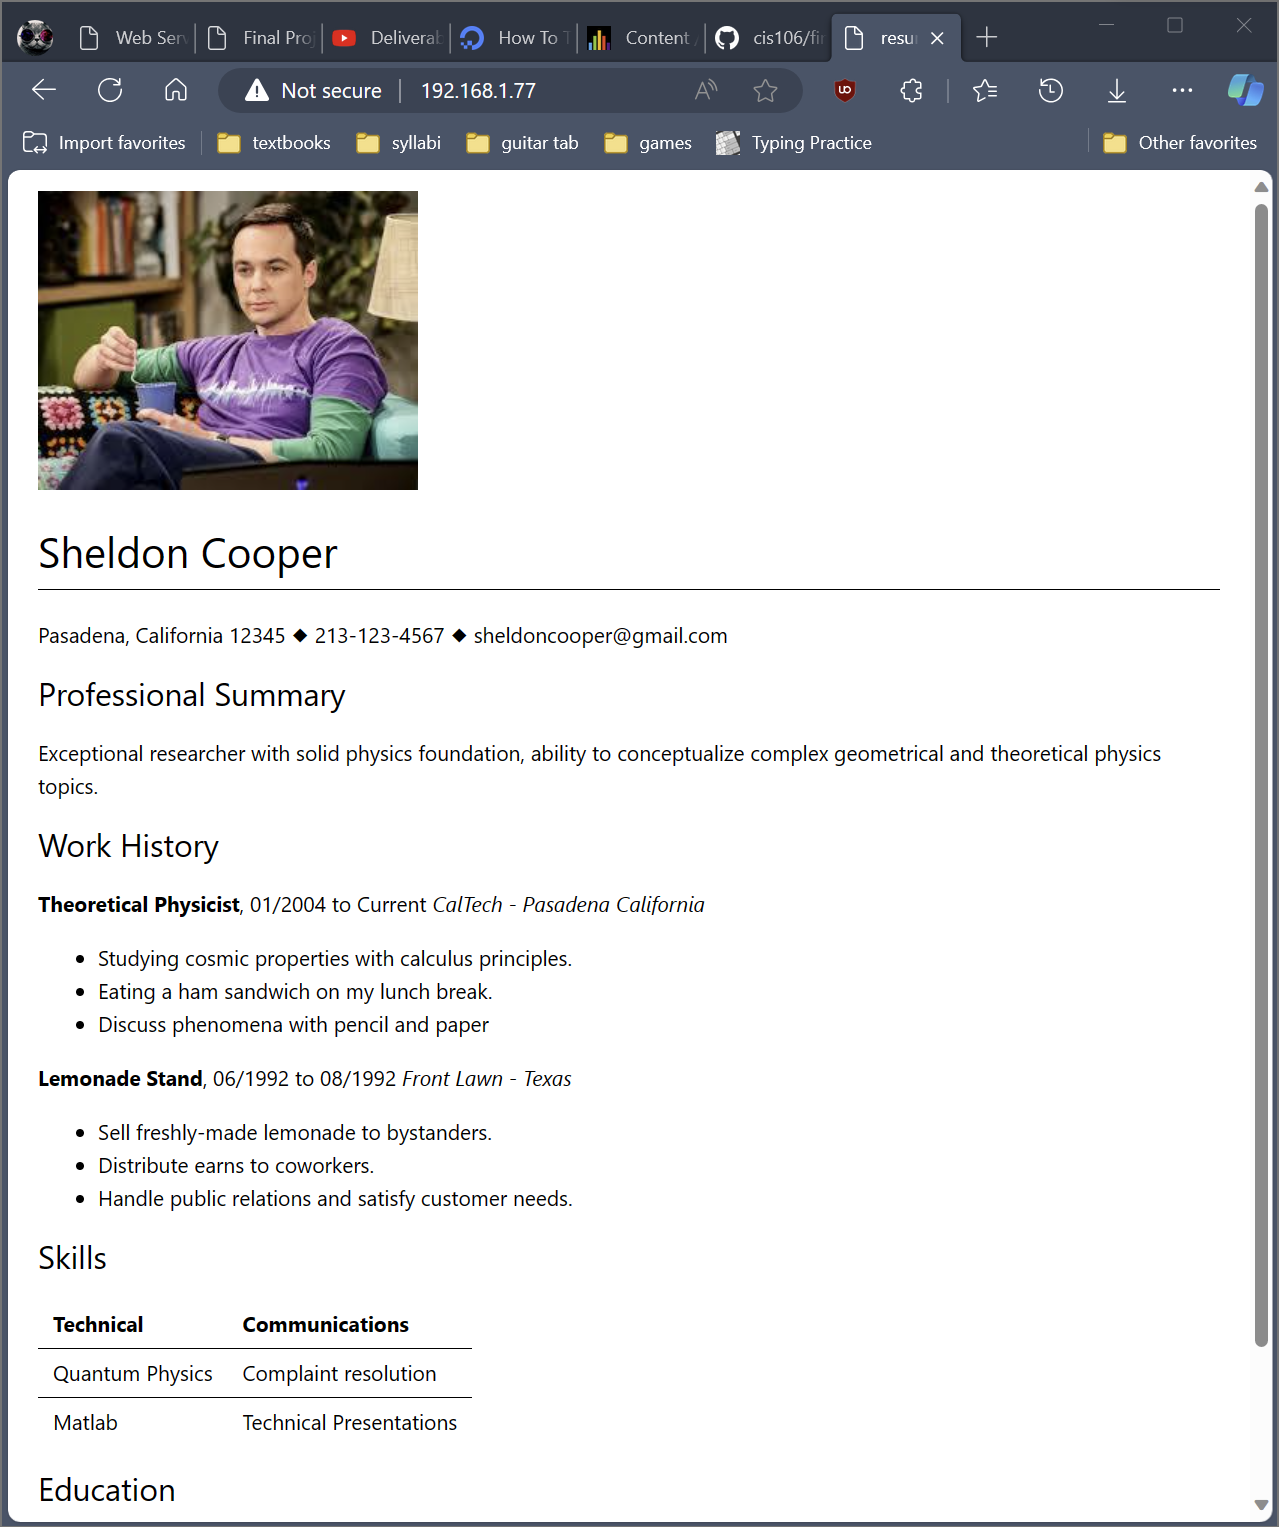 Web Serv
Final Proj
Deliverab
How To T
Content A
cis106/fin
resu
Not secure
192.168.1.77
Import favorites
textbooks
syllabi
guitar tab
games
Typing Practice
Other favorites
Sheldon Cooper
Pasadena, California 12345 ◆ 213-123-4567 ◆ sheldoncooper@gmail.com
Professional Summary
Exceptional researcher with solid physics foundation, ability to conceptualize complex geometrical and theoretical physics
topics.
Work History
Theoretical Physicist, 01/2004 to Current CalTech - Pasadena California
• Studying cosmic properties with calculus principles.
• Eating a ham sandwich on my lunch break.
• Discuss phenomena with pencil and paper
Lemonade Stand, 06/1992 to 08/1992 Front Lawn - Texas
• Sell freshly-made lemonade to bystanders.
• Distribute earns to coworkers.
• Handle public relations and satisfy customer needs.
Skills
Technical Communications
Quantum Physics Complaint resolution
Matlab Technical Presentations
Education